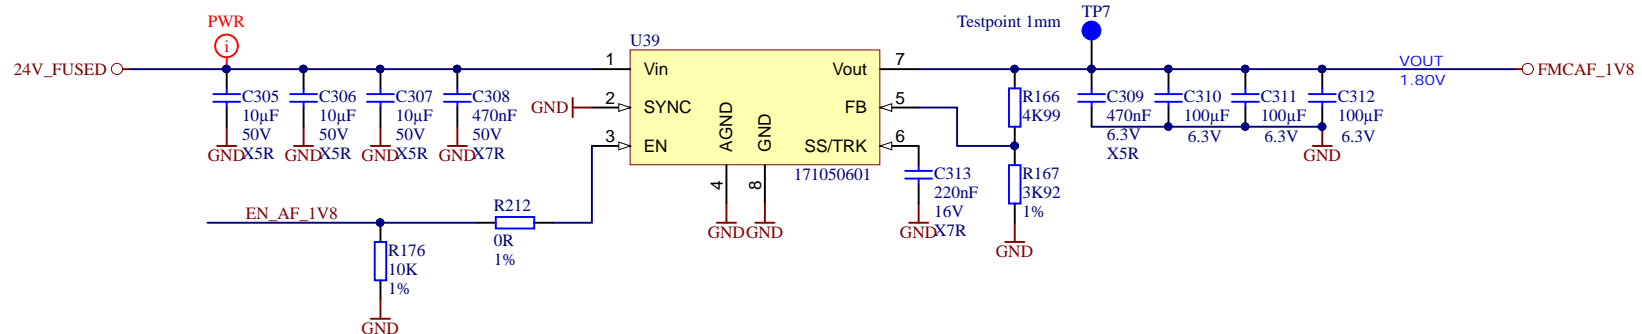 PWR
i
24V_FUSED
C305
10µF
50V
X5R
GND
C306
10µF
50V
X5R
GND
C307
10µF
50V
X5R
GND
C308
470nF
50V
X7R
GND
U39
1
Vin
GND
2
SYNC
3
EN
AGND
GND
4
8
Vout
7
FB
5
SS/TRK
6
171050601
GND
GND
EN_AF_1V8
R212
0R
1%
R176
10K
1%
GND
C313
220nF
16V
X7R
GND
Testpoint 1mm
TP7
R166
4K99
R167
3K92
1%
GND
C309
470nF
6.3V
X5R
C310
100µF
6.3V
C311
100µF
6.3V
C312
100µF
6.3V
GND
VOUT
1.80V
FMCAF_1V8